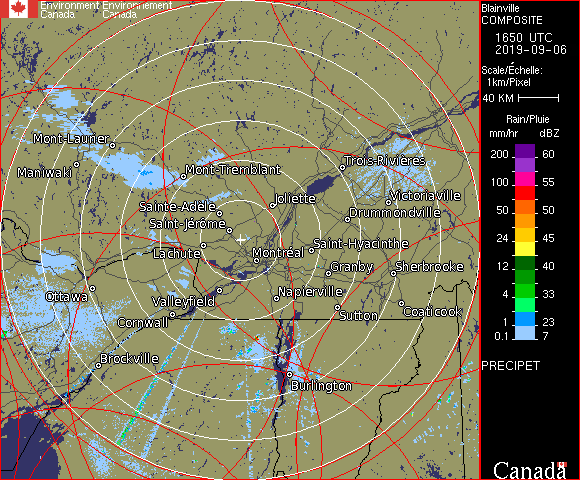 Environment Environnement
Canada Canada
Blainville
COMPOSITE
1650 UTC
2019-09-06
Scale/Échelle:
1km/Pixel
40 KM
Rain/Pluie
mm/hr dBZ
200 60
100 55
50 50
24 45
12 40
4 33
1 23
0.1 7
PRECIPET
Canada
Mont-Laurier
Maniwaki
Mont-Tremblant
Trois-Rivières
Victoriaville
Joliette
Sainte-Adèle
Drummondville
Saint-Jérôme
Lachute
Montréal
Saint-Hyacinthe
Granby
Sherbrooke
Ottawa
Valleyfield
Napierville
Cornwall
Sutton
Coaticook
Brockville
Burlington